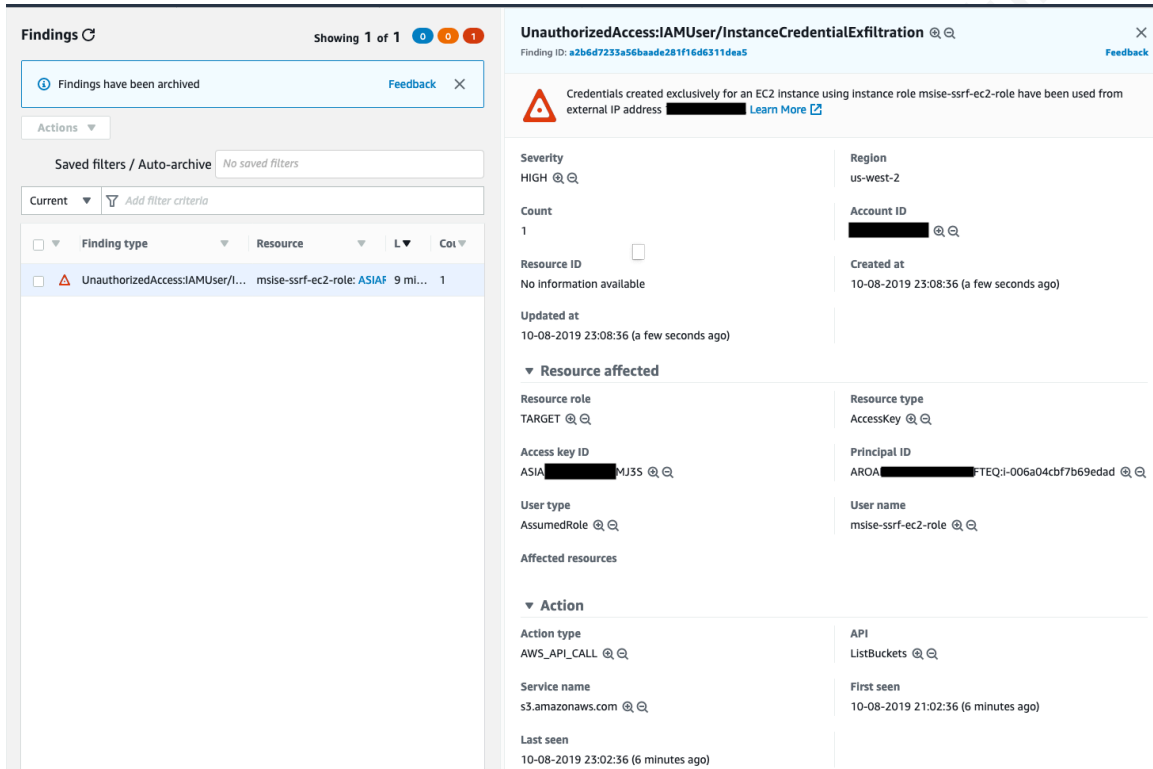 Findings
Showing 1 of 1 0 0 1
Findings have been archived Feedback
Actions
Saved filters / Auto-archive No saved filters
Current Add filter criteria
Finding type Resource L Cou
UnauthorizedAccess:IAMUser/I... msise-ssrf-ec2-role: ASIAF 9 mi... 1
UnauthorizedAccess:IAMUser/InstanceCredentialExfiltration
Finding ID: a2b6d7233a56baade281f16d6311dea5 Feedback
Credentials created exclusively for an EC2 instance using instance role msise-ssrf-ec2-role have been used from
external IP address Learn More
Severity Region
HIGH us-west-2
Count Account ID
1
Resource ID Created at
No information available 10-08-2019 23:08:36 (a few seconds ago)
Updated at
10-08-2019 23:08:36 (a few seconds ago)
Resource affected
Resource role Resource type
TARGET AccessKey
Access key ID Principal ID
ASIA MJ3S AROA FTEQ:i-006a04cbf7b69edad
User type User name
AssumedRole msise-ssrf-ec2-role
Affected resources
Action
Action type API
AWS_API_CALL ListBuckets
Service name First seen
s3.amazonaws.com 10-08-2019 21:02:36 (6 minutes ago)
Last seen
10-08-2019 23:02:36 (6 minutes ago)